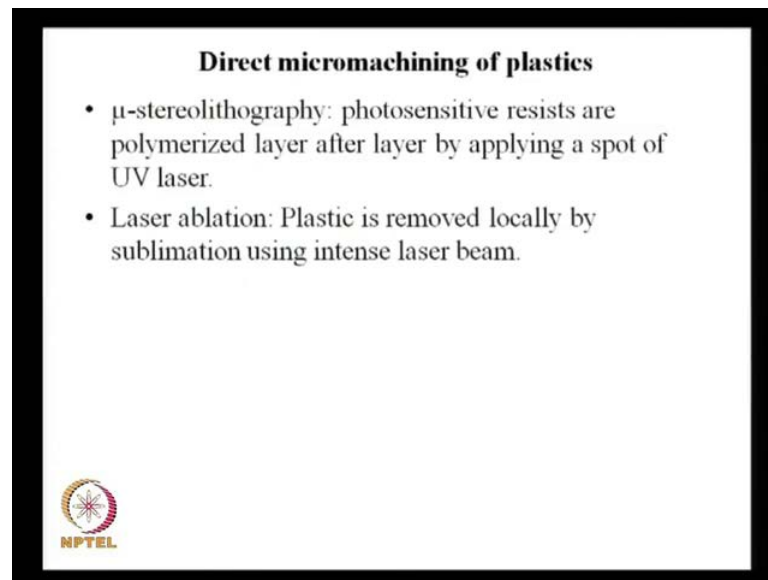 Direct micromachining of plastics
• μ-stereolithography: photosensitive resists are
polymerized layer after layer by applying a spot of
UV laser.
• Laser ablation: Plastic is removed locally by
sublimation using intense laser beam.
NPTEL